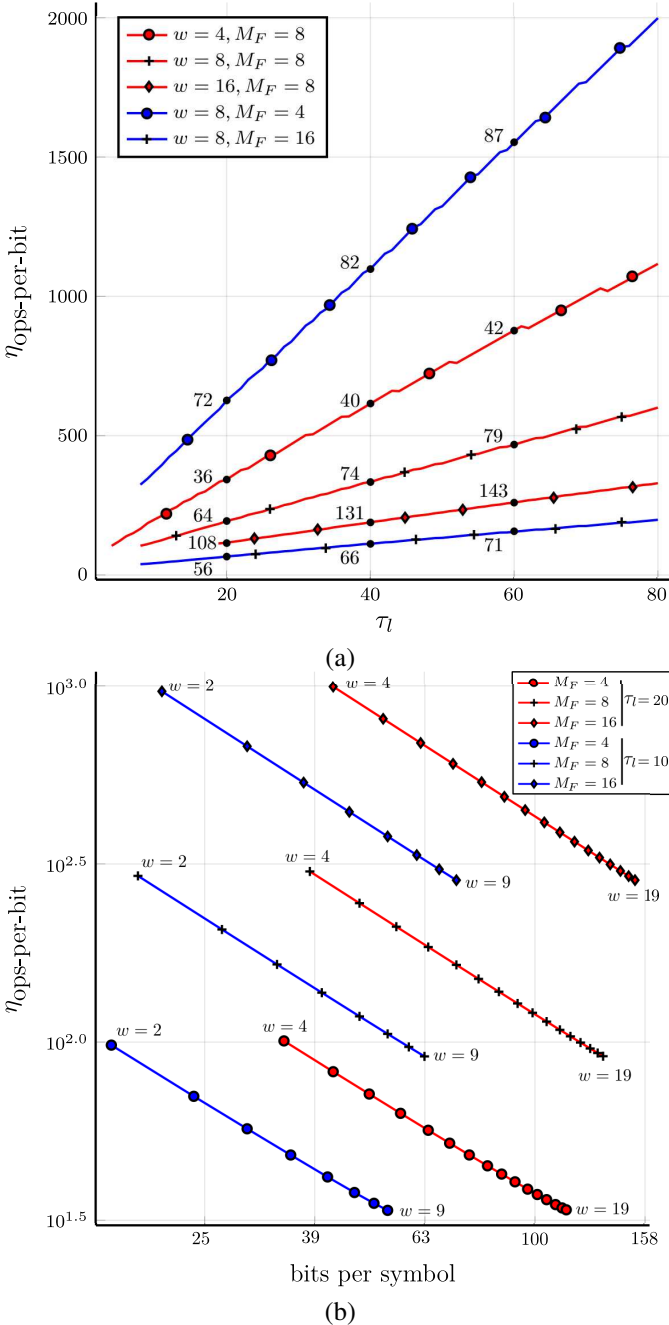 2000
1500
1000
500
0
η_ops-per-bit
w = 4, M_F = 8
w = 8, M_F = 8
w = 16, M_F = 8
w = 8, M_F = 4
w = 8, M_F = 16
87
82
72
42
40
36
79
74
64
143
131
108
71
66
56
20
40
60
80
τ_l
(a)
10^3.0
10^2.5
10^2.0
10^1.5
η_ops-per-bit
M_F = 4
M_F = 8
M_F = 16
τ_l = 20
M_F = 4
M_F = 8
M_F = 16
τ_l = 10
w = 2
w = 4
w = 9
w = 19
w = 2
w = 4
w = 9
w = 19
w = 2
w = 4
w = 9
w = 19
25
39
63
100
158
bits per symbol
(b)